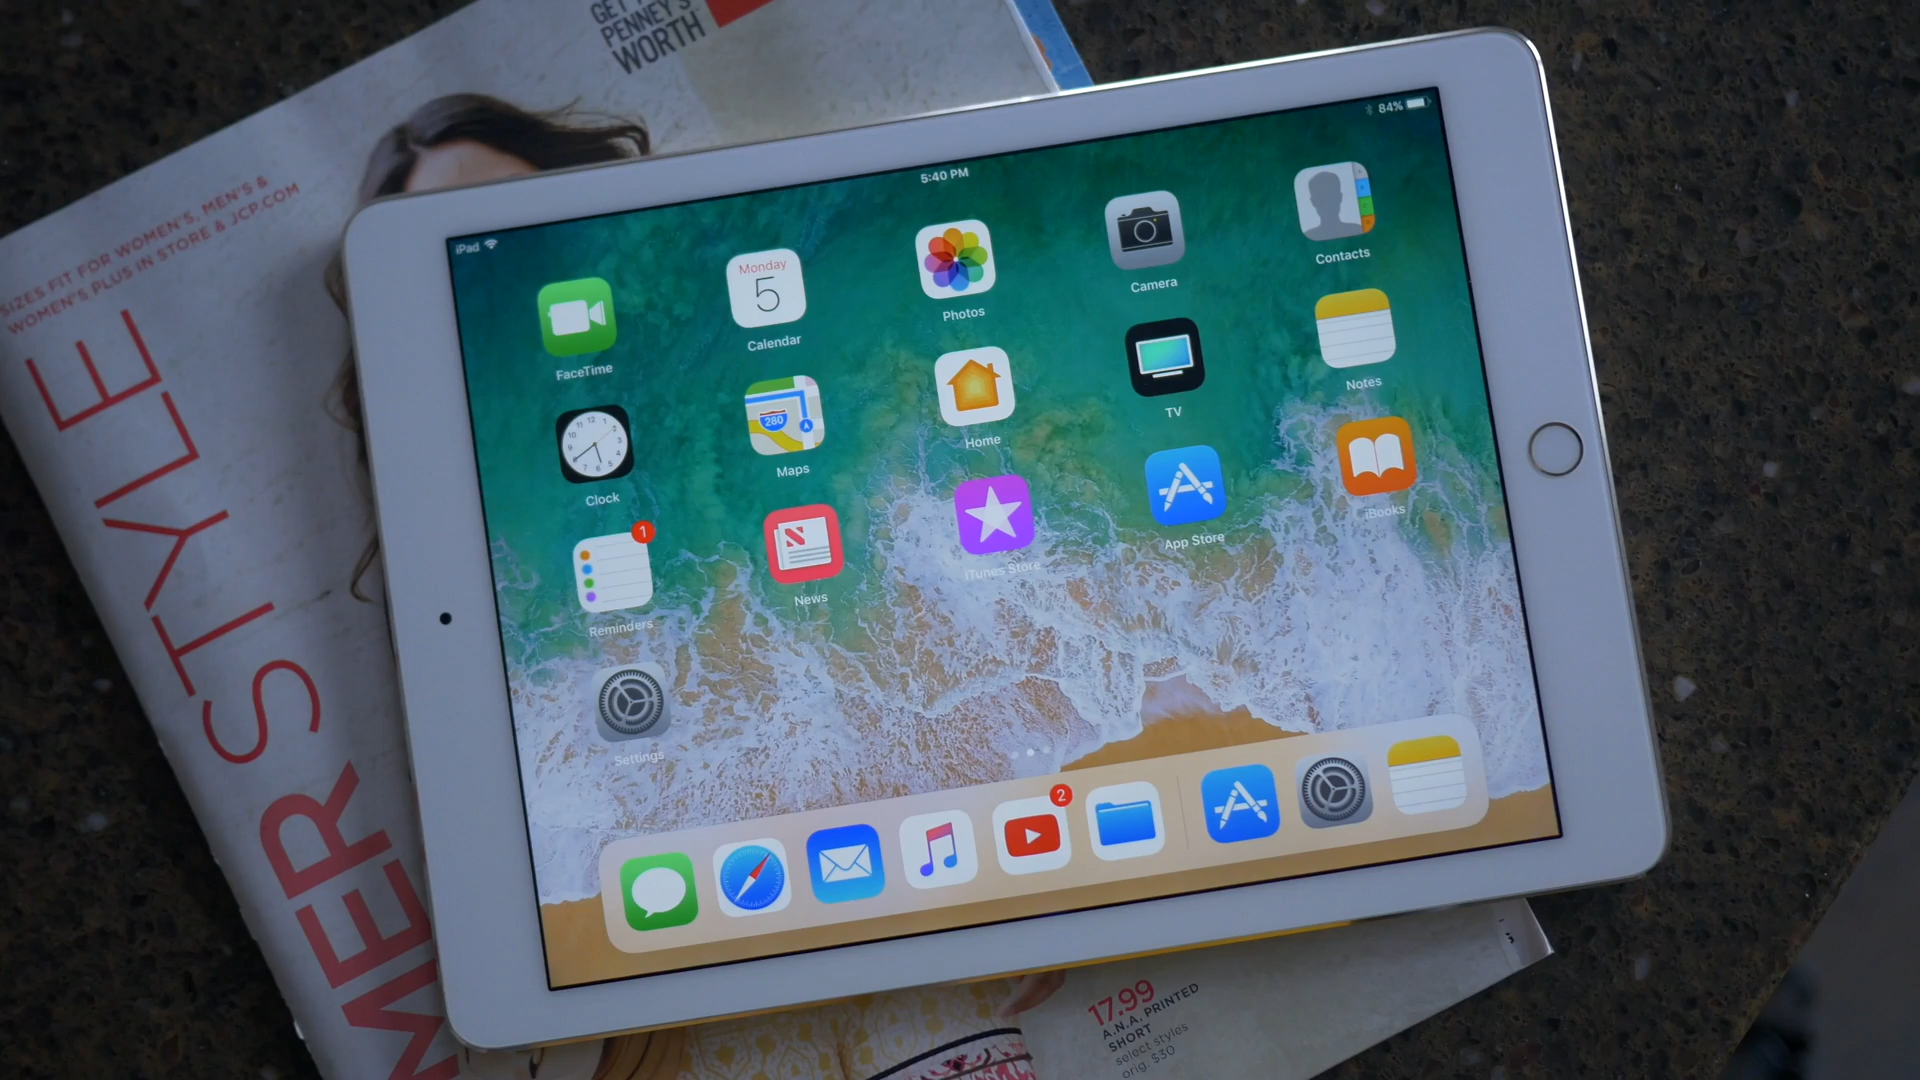 PENNEY'S
WORTH
SIZES FIT FOR WOMEN'S, MEN'S &
WOMEN'S PLUS IN STORE & JCP.COM
MER STYLE
iPad
5:40 PM
84%
FaceTime
Monday
5
Calendar
Photos
Camera
Contacts
Clock
280
Maps
Home
TV
Notes
1
Reminders
News
iTunes Store
App Store
iBooks
Settings
2
17.99
A.N.A. PRINTED
SHORT
select styles
orig. $30